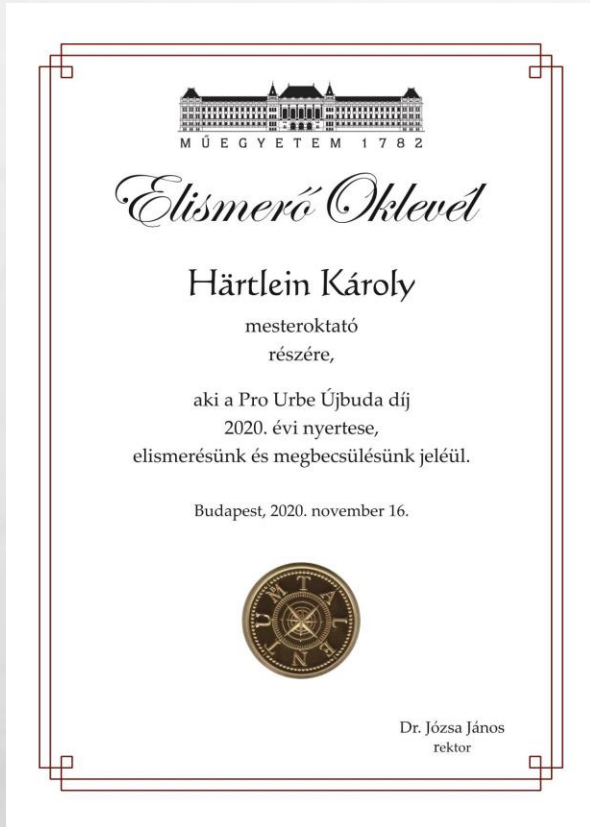 MŰEGYETEM 1782
Elismerő Oklevél
Härtlein Károly
mesteroktató
részére,
aki a Pro Urbe Újbuda díj
2020. évi nyertese,
elismerésünk és megbecsülésünk jeléül.
Budapest, 2020. november 16.
TALENTUM
Dr. Józsa János
rektor